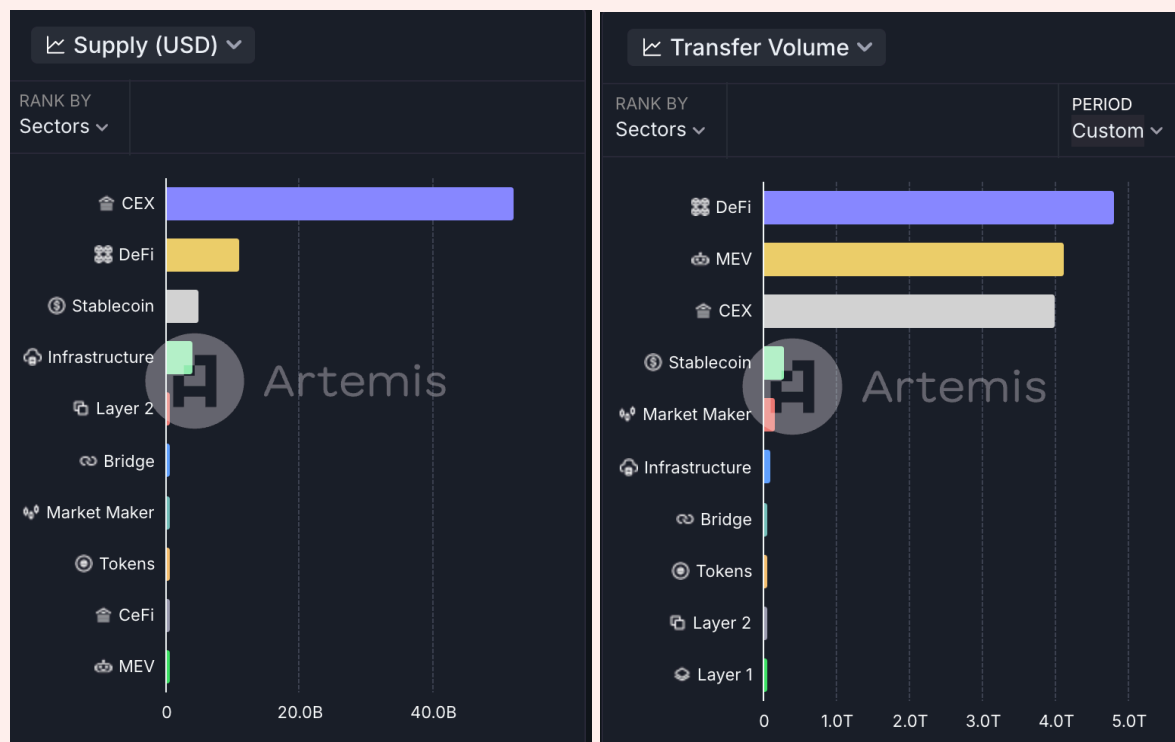 Supply (USD)
RANK BY
Sectors
CEX
DeFi
Stablecoin
Infrastructure
Layer 2
Bridge
Market Maker
Tokens
CeFi
MEV
0 20.0B 40.0B
Artemis
Transfer Volume
RANK BY
Sectors
PERIOD
Custom
DeFi
MEV
CEX
Stablecoin
Market Maker
Infrastructure
Bridge
Tokens
Layer 2
Layer 1
0 1.0T 2.0T 3.0T 4.0T 5.0T
Artemis